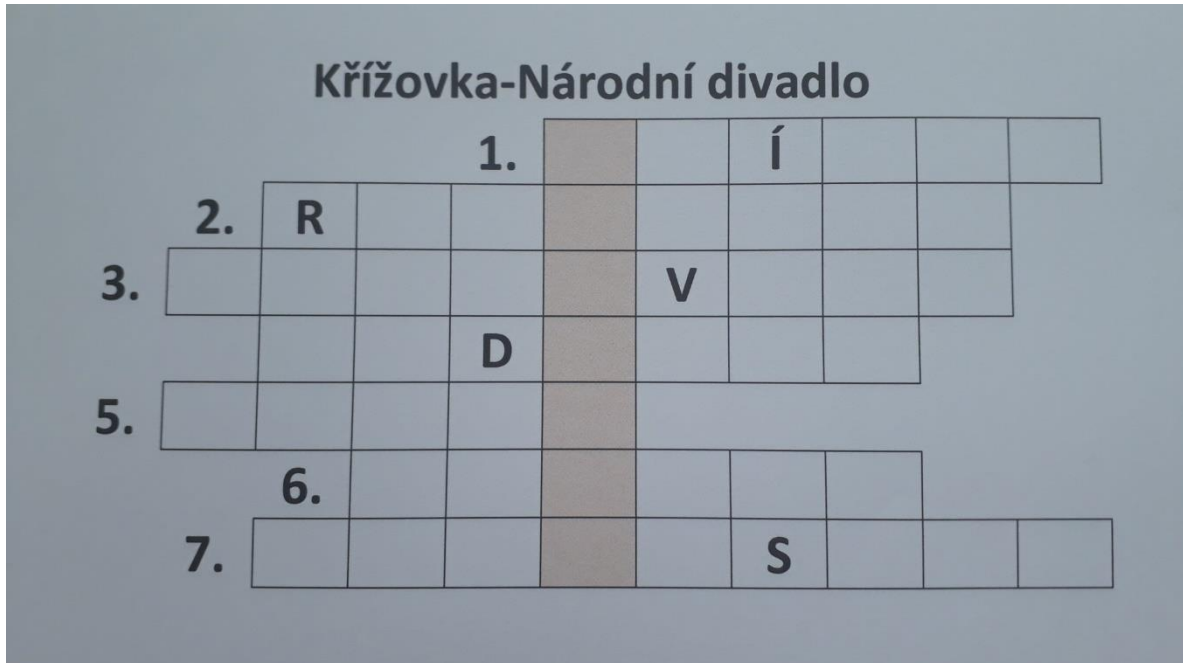 Křížovka-Národní divadlo
1. Í
2. R
3. V
D
5.
6.
7. S